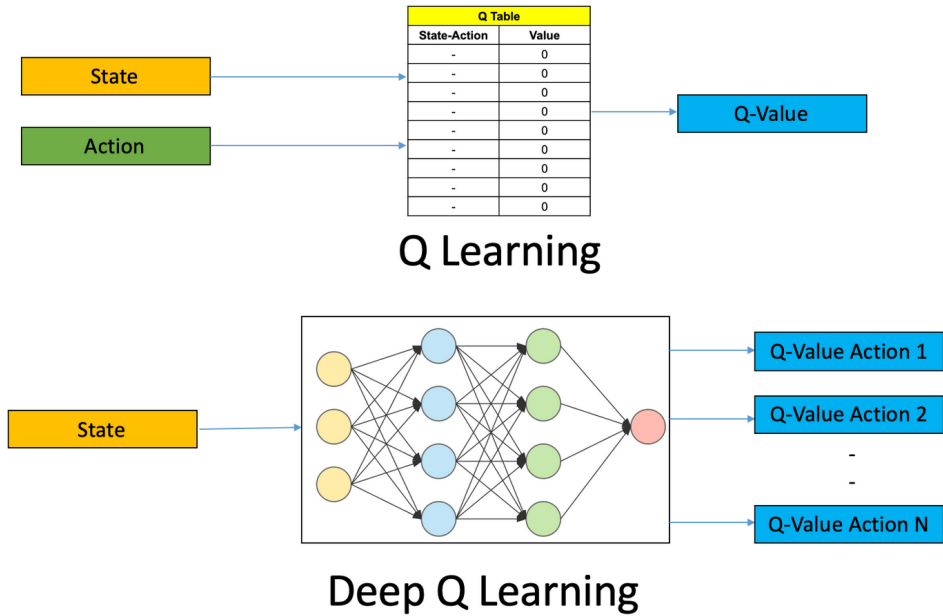 Q Table
State-Action Value
- 0
- 0
- 0
- 0
- 0
- 0
- 0
- 0
- 0
State
Action
Q-Value
Q Learning
State
Q-Value Action 1
Q-Value Action 2
-
-
Q-Value Action N
Deep Q Learning